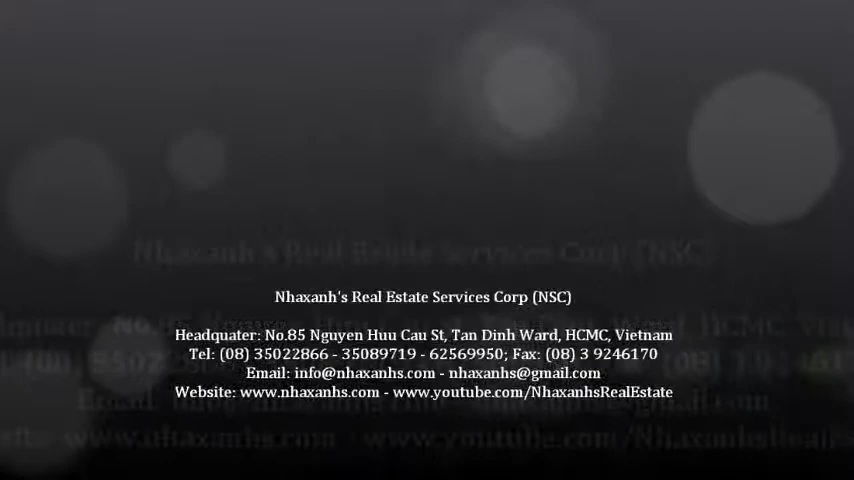 Nhaxanh's Real Estate Services Corp (NSC)
Headquater: No.85 Nguyen Huu Cau St, Tan Dinh Ward, HCMC, Vietnam
Tel: (08) 35022866 - 35089719 - 62569950; Fax: (08) 3 9246170
Email: info@nhaxanhs.com - nhaxanhs@gmail.com
Website: www.nhaxanhs.com - www.youtube.com/NhaxanhsRealEstate